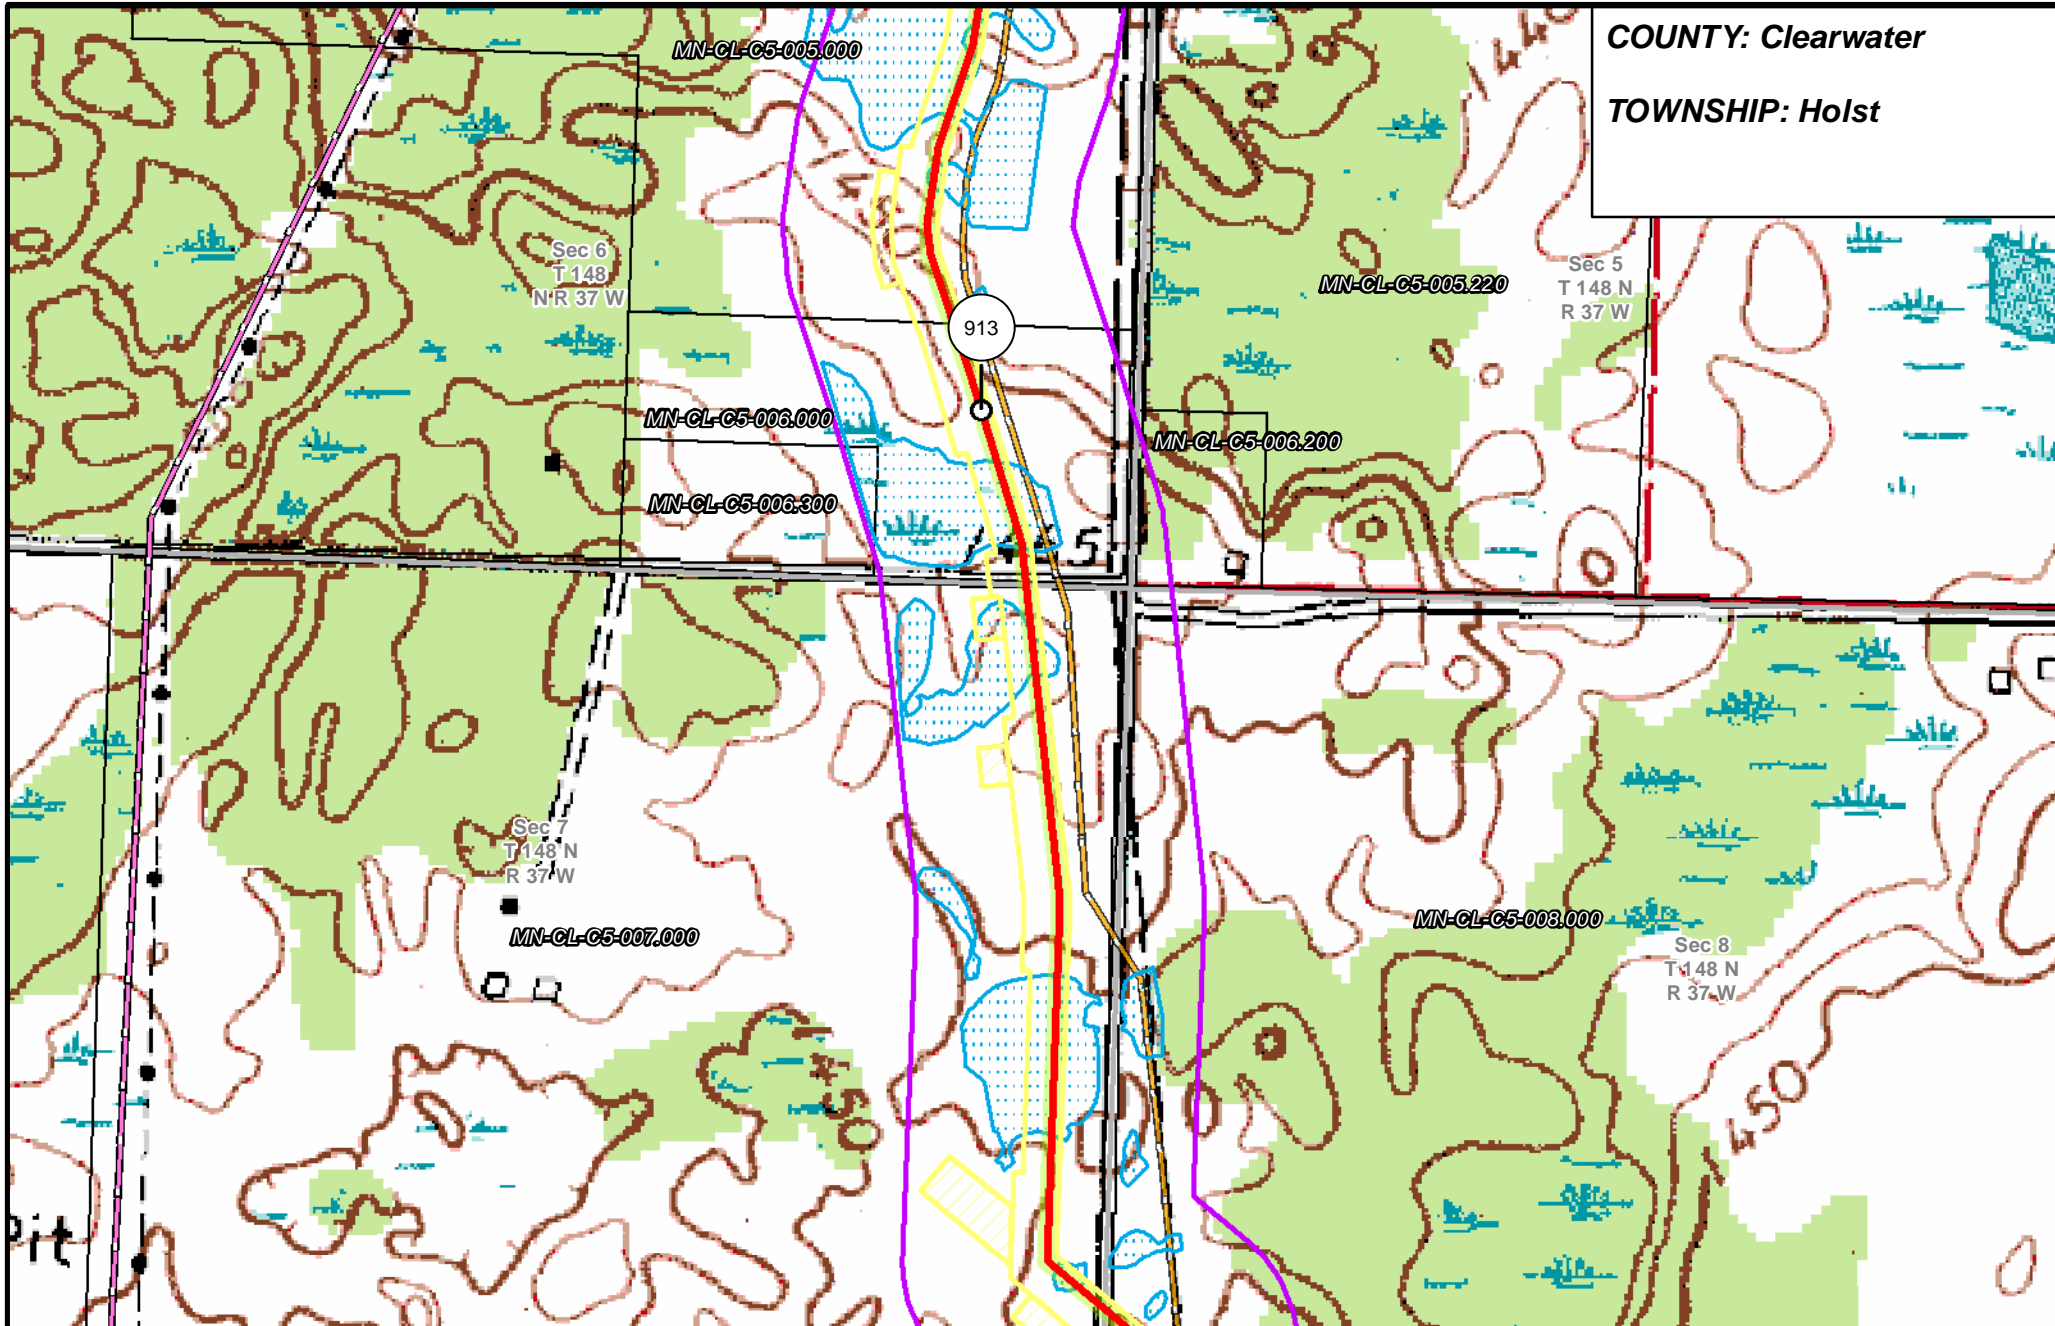 COUNTY: Clearwater
TOWNSHIP: Holst
MN-CL-C5-005.000
Sec 6
T 148
N R 37 W
MN-CL-C5-005.220
Sec 5
T 148 N
R 37 W
913
MN-CL-C5-006.000
MN-CL-C5-006.200
MN-CL-C5-006.300
5
Sec 7
T 148 N
R 37 W
MN-CL-C5-007.000
MN-CL-C5-008.000
Sec 8
T 148 N
R 37 W
1450
450
Pit